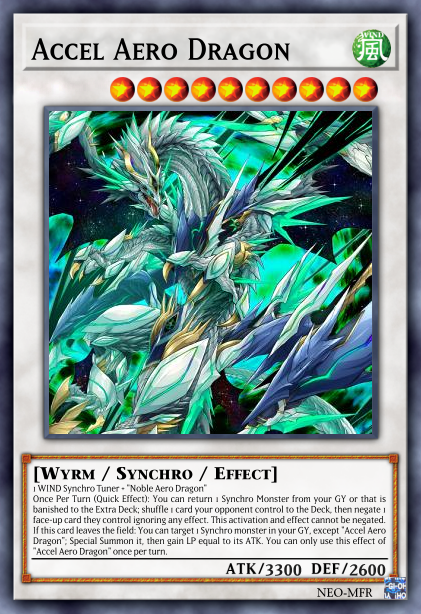 ACCEL AERO DRAGON
WIND
風
[WYRM / SYNCHRO / EFFECT]
1 WIND Synchro Tuner + "Noble Aero Dragon"
Once Per Turn (Quick Effect): You can return 1 Synchro Monster from your GY or that is
banished to the Extra Deck; shuffle 1 card your opponent control to the Deck, then negate 1
face-up card they control ignoring any effect. This activation and effect cannot be negated.
If this card leaves the field: You can target 1 Synchro monster in your GY, except "Accel Aero
Dragon"; Special Summon it, then gain LP equal to its ATK. You can only use this effect of
"Accel Aero Dragon" once per turn.
ATK/3300 DEF/2600
NEO-MFR